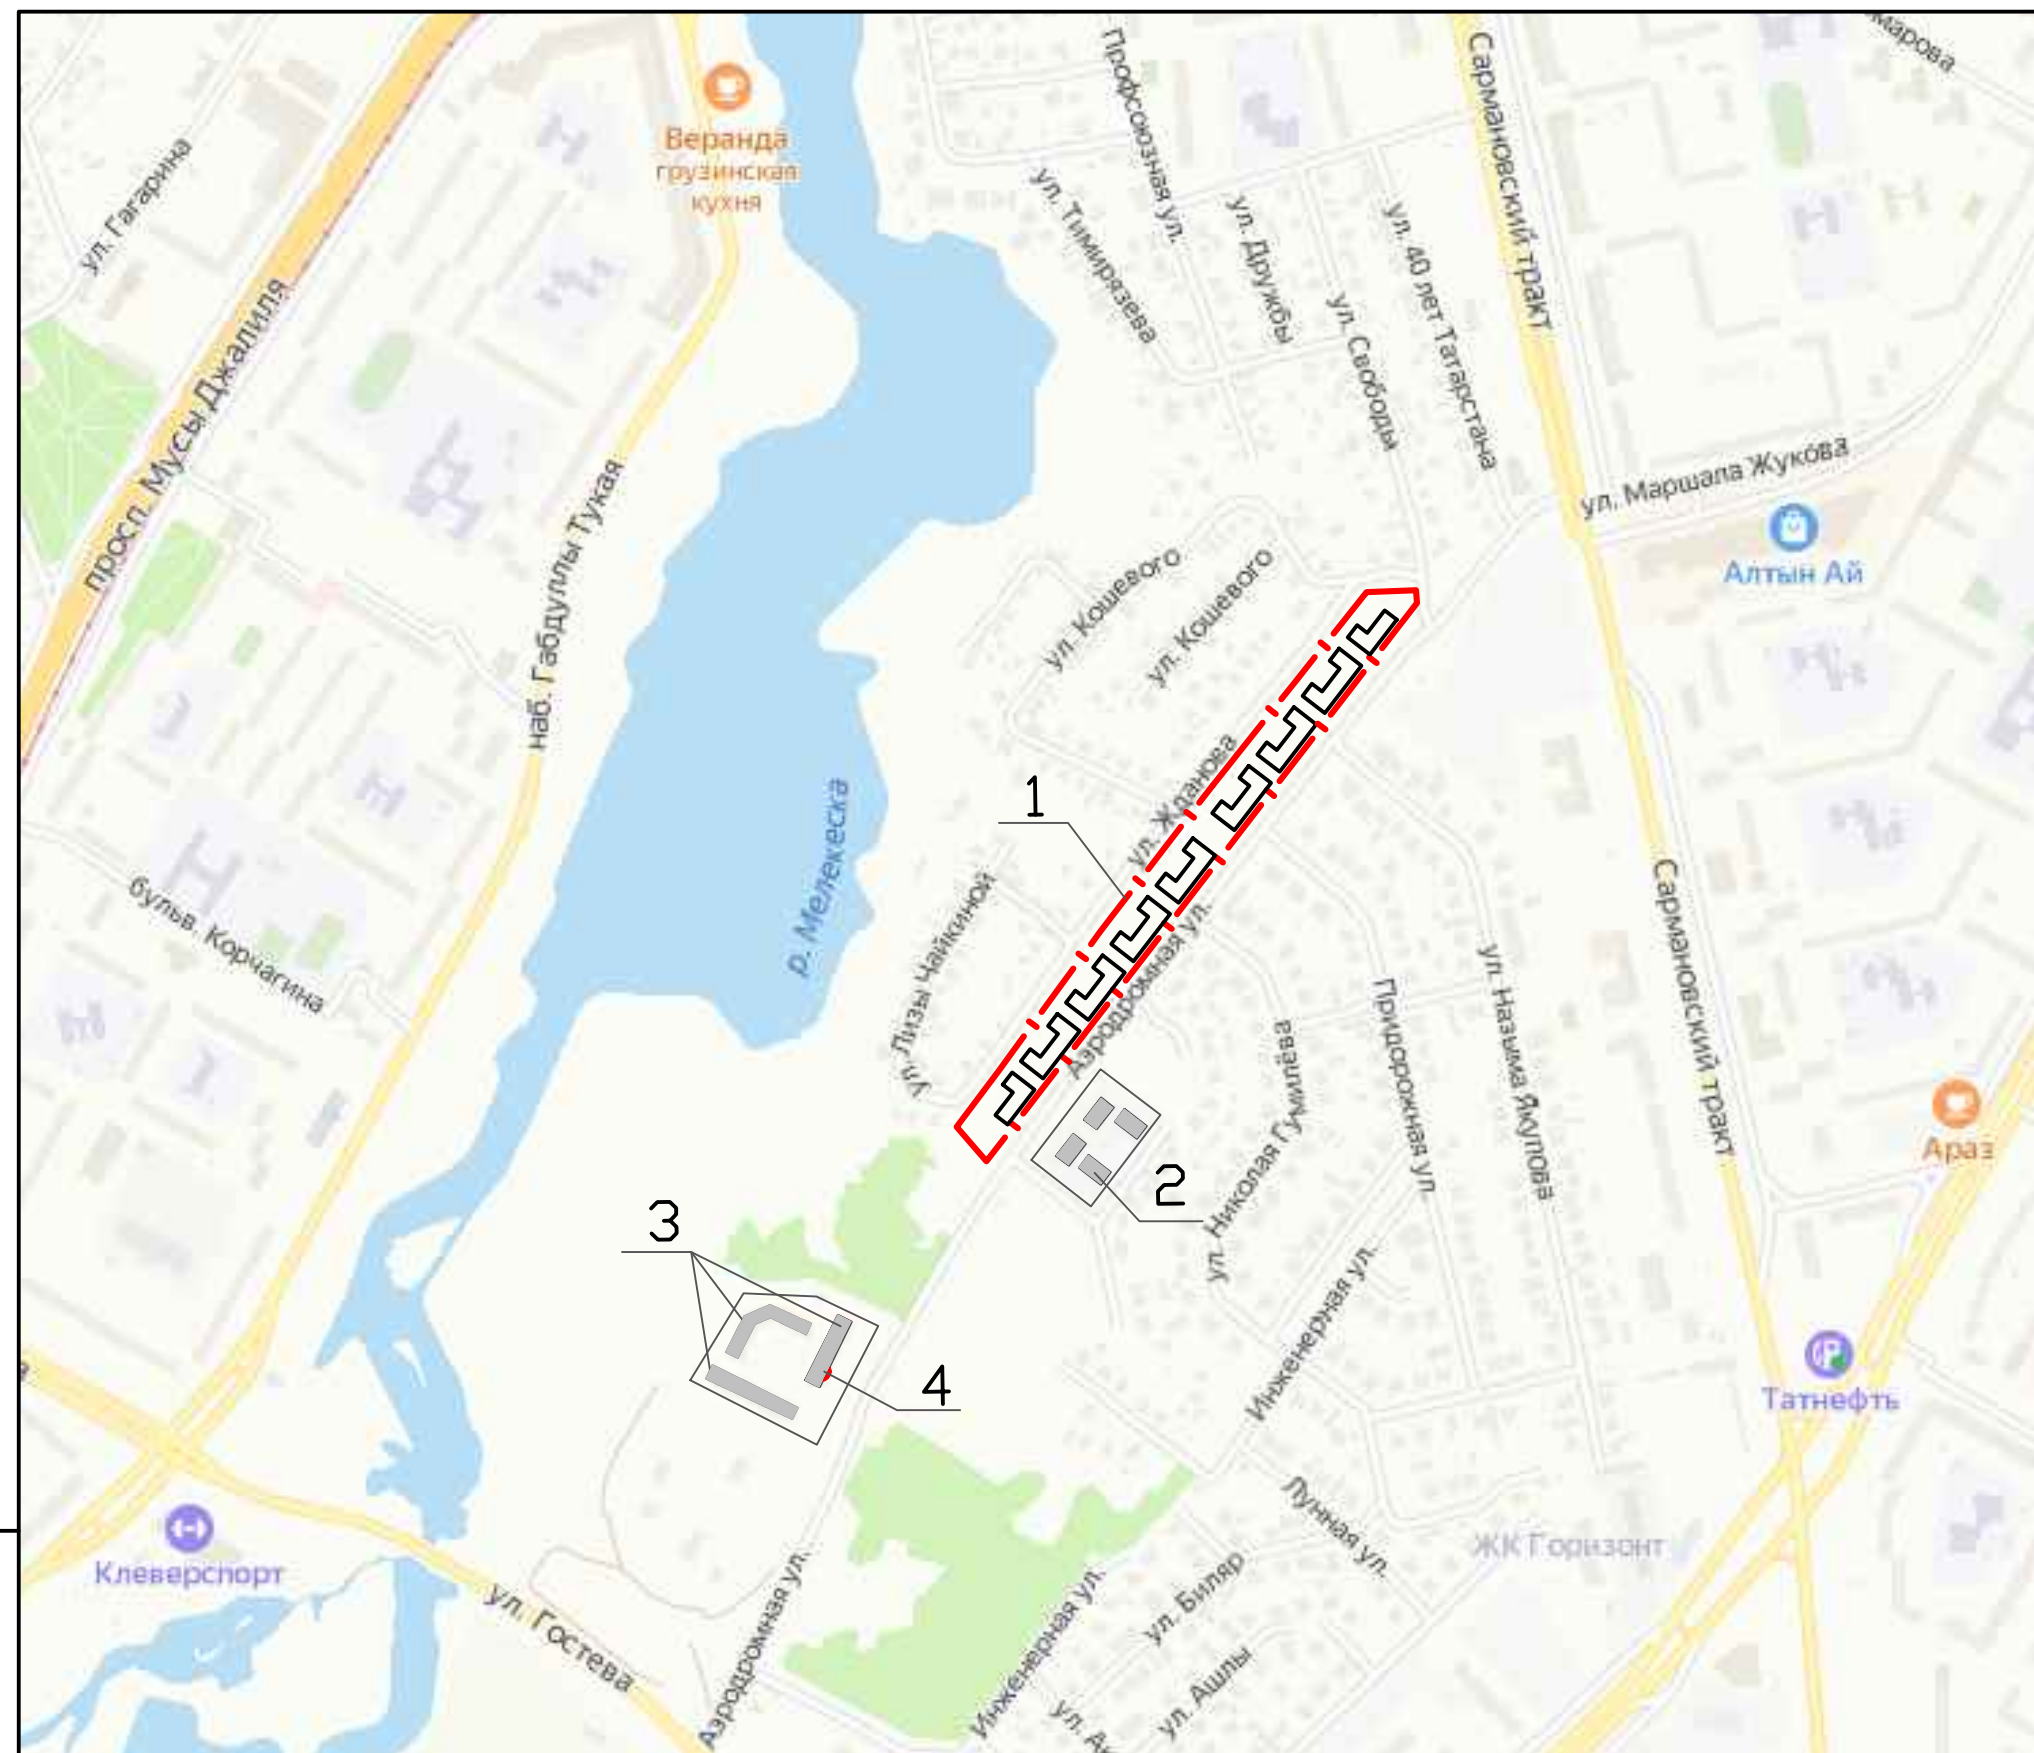 Веранда
грузинская
кухня
ул. Гагарина
просп. Мусы Джалиля
наб. Габдуллы Тукая
Профсоюзная ул.
ул. Тимирязева
ул. Дружбы
ул. Свободы
ул. 40 лет Татарстана
Сармановский тракт
ул. Маршала Жукова
Алтын Ай
ул. Кошевого
ул. Кошевого
ул. Жданова
1
р. Мелекеска
ул. Лизы Чайкиной
бульв. Корчагина
Аэродромная ул.
2
ул. Николая Гумилёва
Придорожная ул.
ул. Назыма Якупова
Сармановский тракт
Араз
3
4
Инженерная ул.
Татнефть
Клеверспорт
ул. Гостева
Аэродромная ул.
Инженерная ул.
Лунная ул.
ЖК Горизонт
ул. Биляр
ул. Ашлы